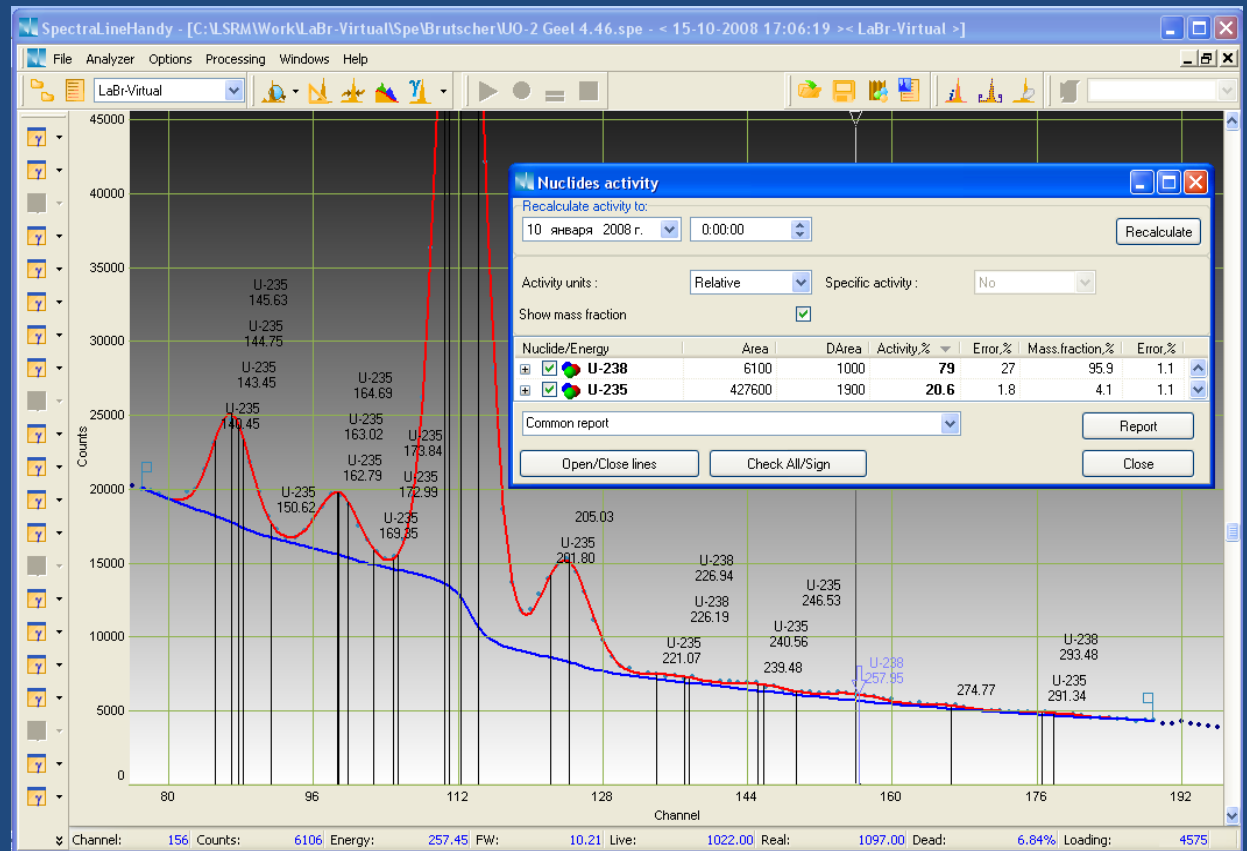 SpectraLineHandy - [C:\LSRM\Work\LaBr-Virtual\Spe\Brutscher\UO-2 Geel 4.46.spe - < 15-10-2008 17:06:19 >< LaBr-Virtual >]
File Analyzer Options Processing Windows Help
LaBr-Virtual
45000
40000
35000
30000
25000
20000
15000
10000
5000
0
Counts
U-235
145.63
U-235
144.75
U-235
143.45
U-235
140.45
U-235
150.62
U-235
164.69
U-235
163.02
U-235
162.79
U-235
173.84
U-235
172.99
U-235
169.35
205.03
U-235
201.80
U-238
226.94
U-238
226.19
U-235
221.07
U-235
246.53
U-235
240.56
239.48
U-238
257.95
274.77
U-238
293.48
U-235
291.34
80 96 112 128 144 160 176 192
Channel
Nuclides activity
Recalculate activity to:
10 января 2008 г. 0:00:00 Recalculate
Activity units : Relative Specific activity : No
Show mass fraction
Nuclide/Energy Area DArea Activity,% Error,% Mass.fraction,% Error,%
U-238 6100 1000 79 27 95.9 1.1
U-235 427600 1900 20.6 1.8 4.1 1.1
Common report Report
Open/Close lines Check All/Sign Close
Channel: 156 Counts: 6106 Energy: 257.45 FW: 10.21 Live: 1022.00 Real: 1097.00 Dead: 6.84% Loading: 4575